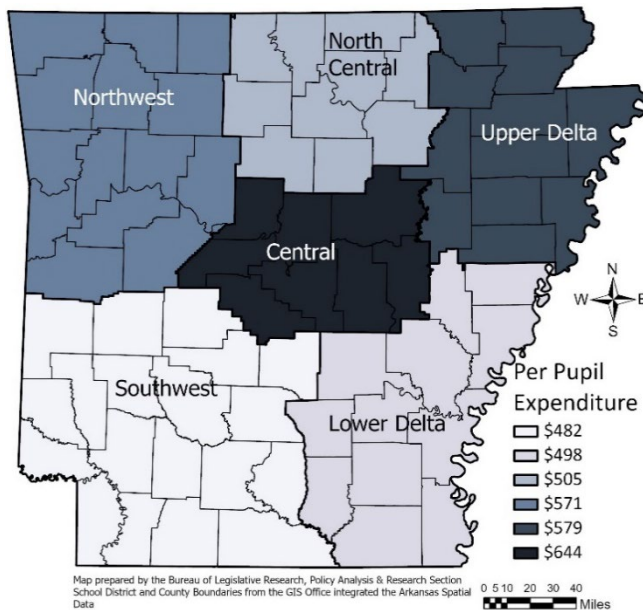 North
Central
Northwest
Upper Delta
Central
N
W E
S
Southwest
Lower Delta
Per Pupil
Expenditure
$482
$498
$505
$571
$579
$644
Map prepared by the Bureau of Legislative Research, Policy Analysis & Research Section
School District and County Boundaries from the GIS Office integrated the Arkansas Spatial
Data
0 5 10 20 30 40
Miles